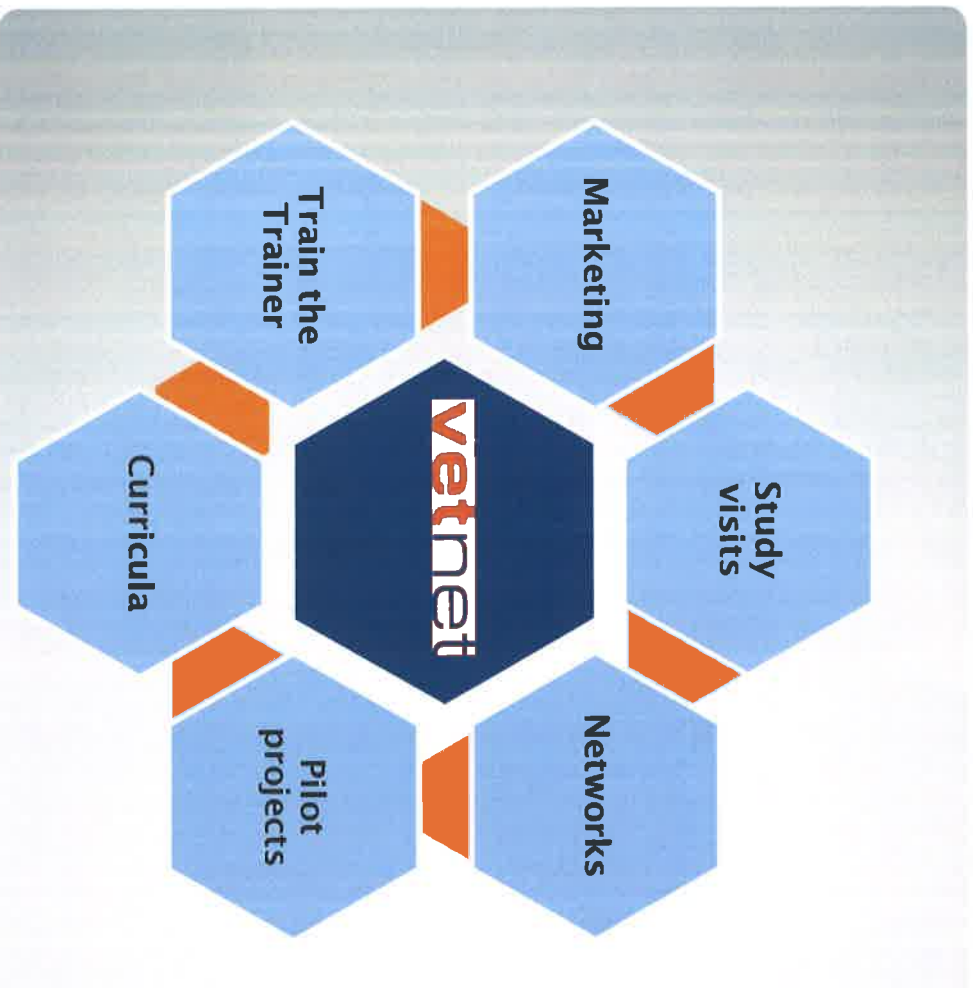 Study
visits
Marketing
Networks
vetnet
Train the
Trainer
Pilot
projects
Curricula